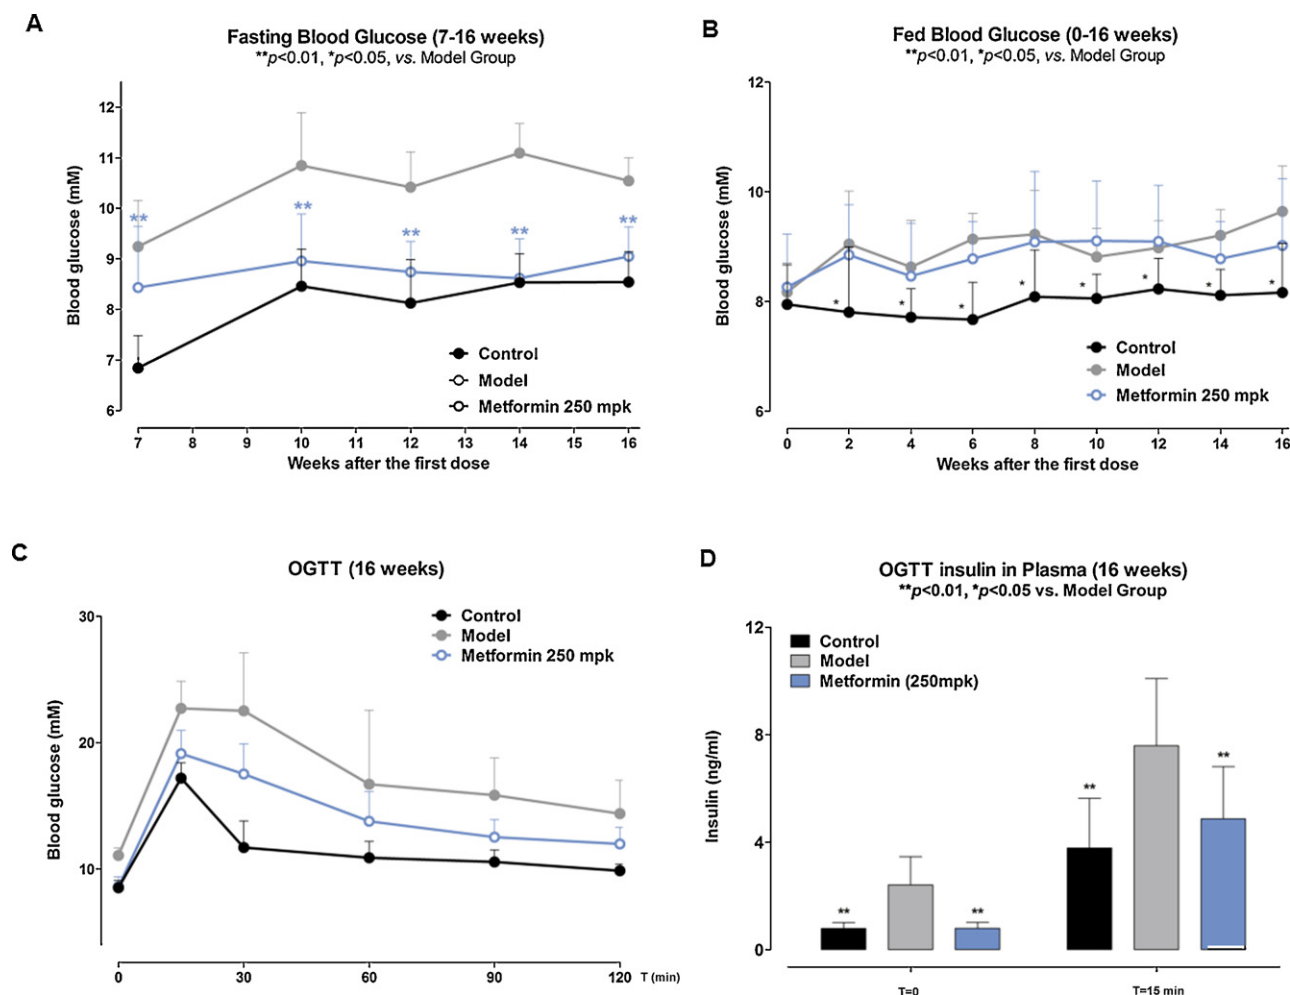 A
Fasting Blood Glucose (7-16 weeks)
**p<0.01, *p<0.05, vs. Model Group
12
11
10
9
8
7
6
Blood glucose (mM)
** ** ** ** **
Control
Model
Metformin 250 mpk
7 8 9 10 11 12 13 14 15 16
Weeks after the first dose
B
Fed Blood Glucose (0-16 weeks)
**p<0.01, *p<0.05, vs. Model Group
12
10
8
6
Blood glucose (mM)
* * * * * * * *
Control
Model
Metformin 250 mpk
0 2 4 6 8 10 12 14 16
Weeks after the first dose
C
OGTT (16 weeks)
30
20
10
Blood glucose (mM)
Control
Model
Metformin 250 mpk
0 30 60 90 120 T (min)
D
OGTT insulin in Plasma (16 weeks)
**p<0.01, *p<0.05 vs. Model Group
12
8
4
0
Insulin (ng/ml)
Control
Model
Metformin (250mpk)
** ** ** **
T=0 T=15 min